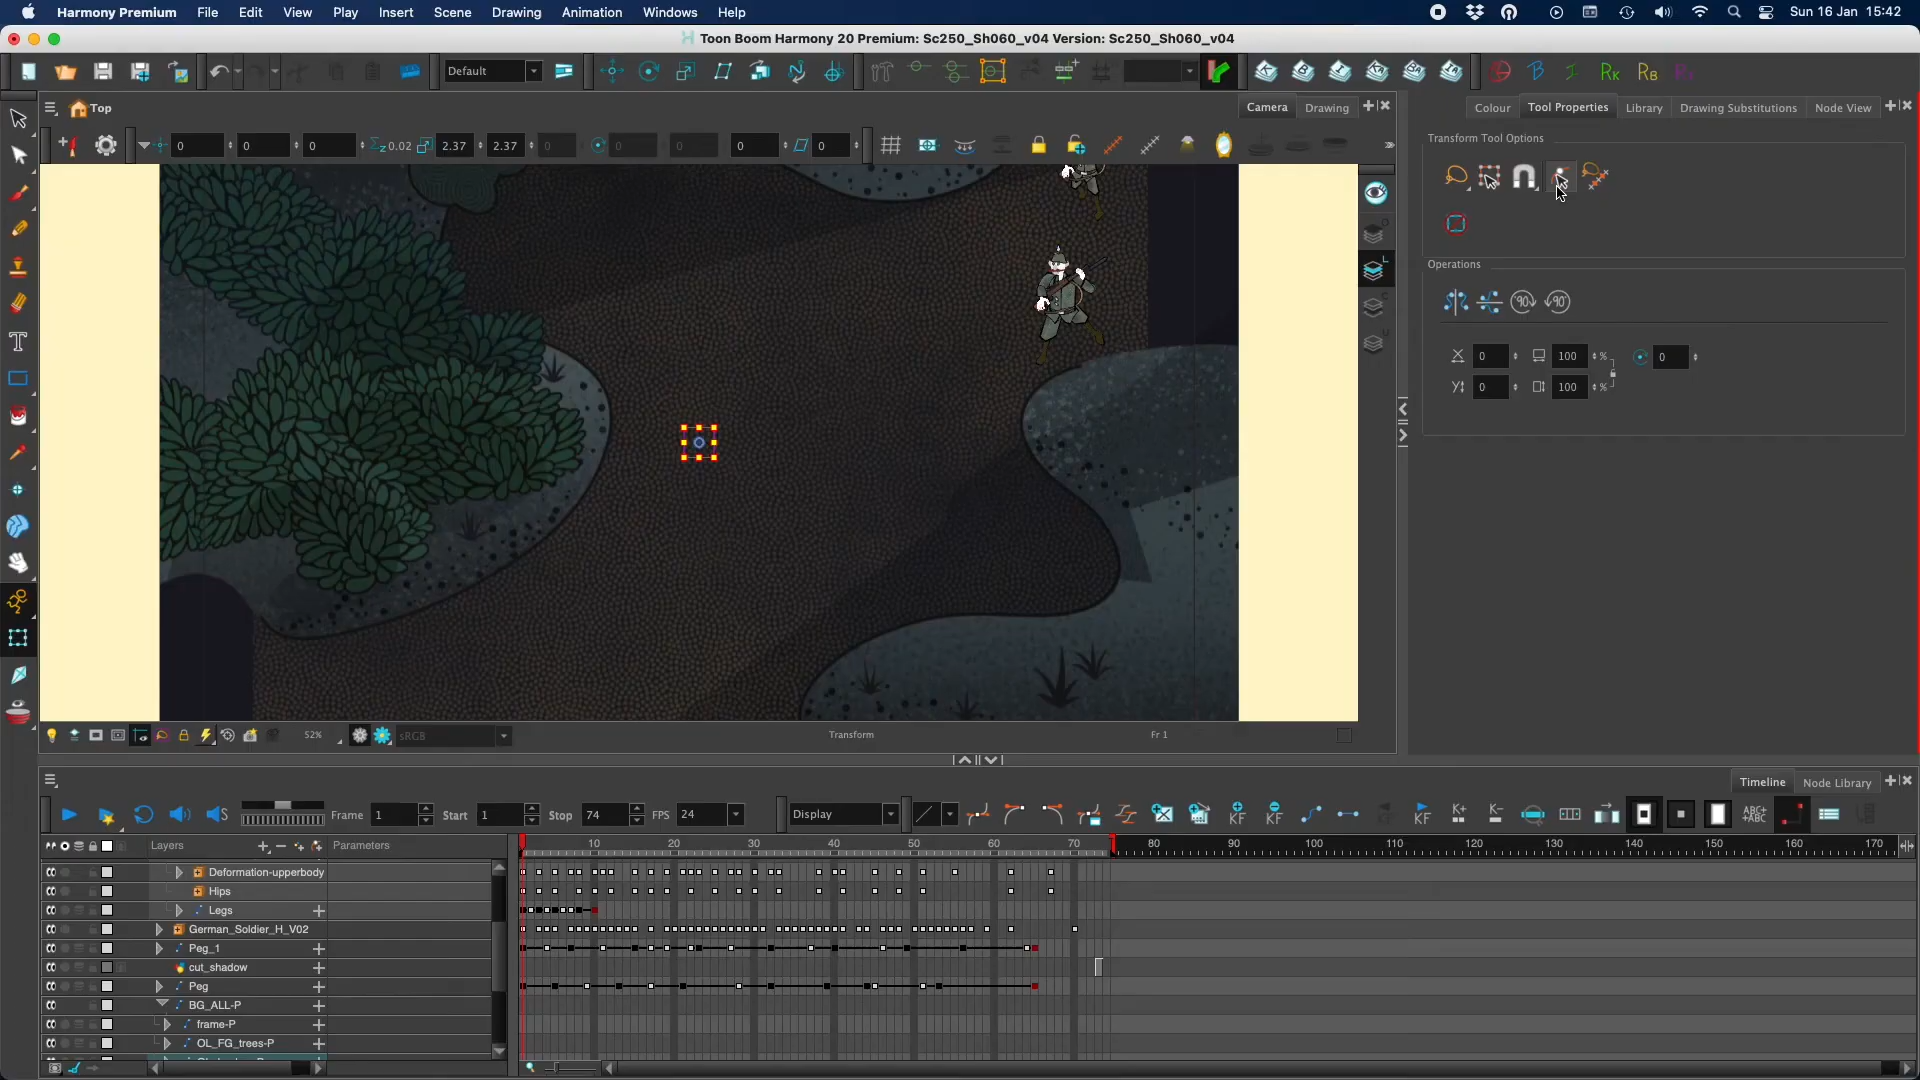 Harmony Premium File Edit View Play Insert Scene Drawing Animation Windows Help Sun 16 Jan 15:42
Toon Boom Harmony 20 Premium: Sc250_Sh060_v04 Version: Sc250_Sh060_v04
Default
Top Camera Drawing Colour Tool Properties Library Drawing Substitutions Node View
0 0 0 0.02 2.37 2.37 0 0 0 0 0
Transform Tool Options
Operations
X 0 100 % 0
Y 0 100 %
52% sRGB Transform Fr 1
Timeline Node Library
Frame 1 Start 1 Stop 74 FPS 24 Display
Layers Parameters 10 20 30 40 50 60 70 80 90 100 110 120 130 140 150 160 170
Deformation-upperbody
Hips
Legs
German_Soldier_H_V02
Peg_1
cut_shadow
Peg
BG_ALL-P
frame-P
OL_FG_trees-P